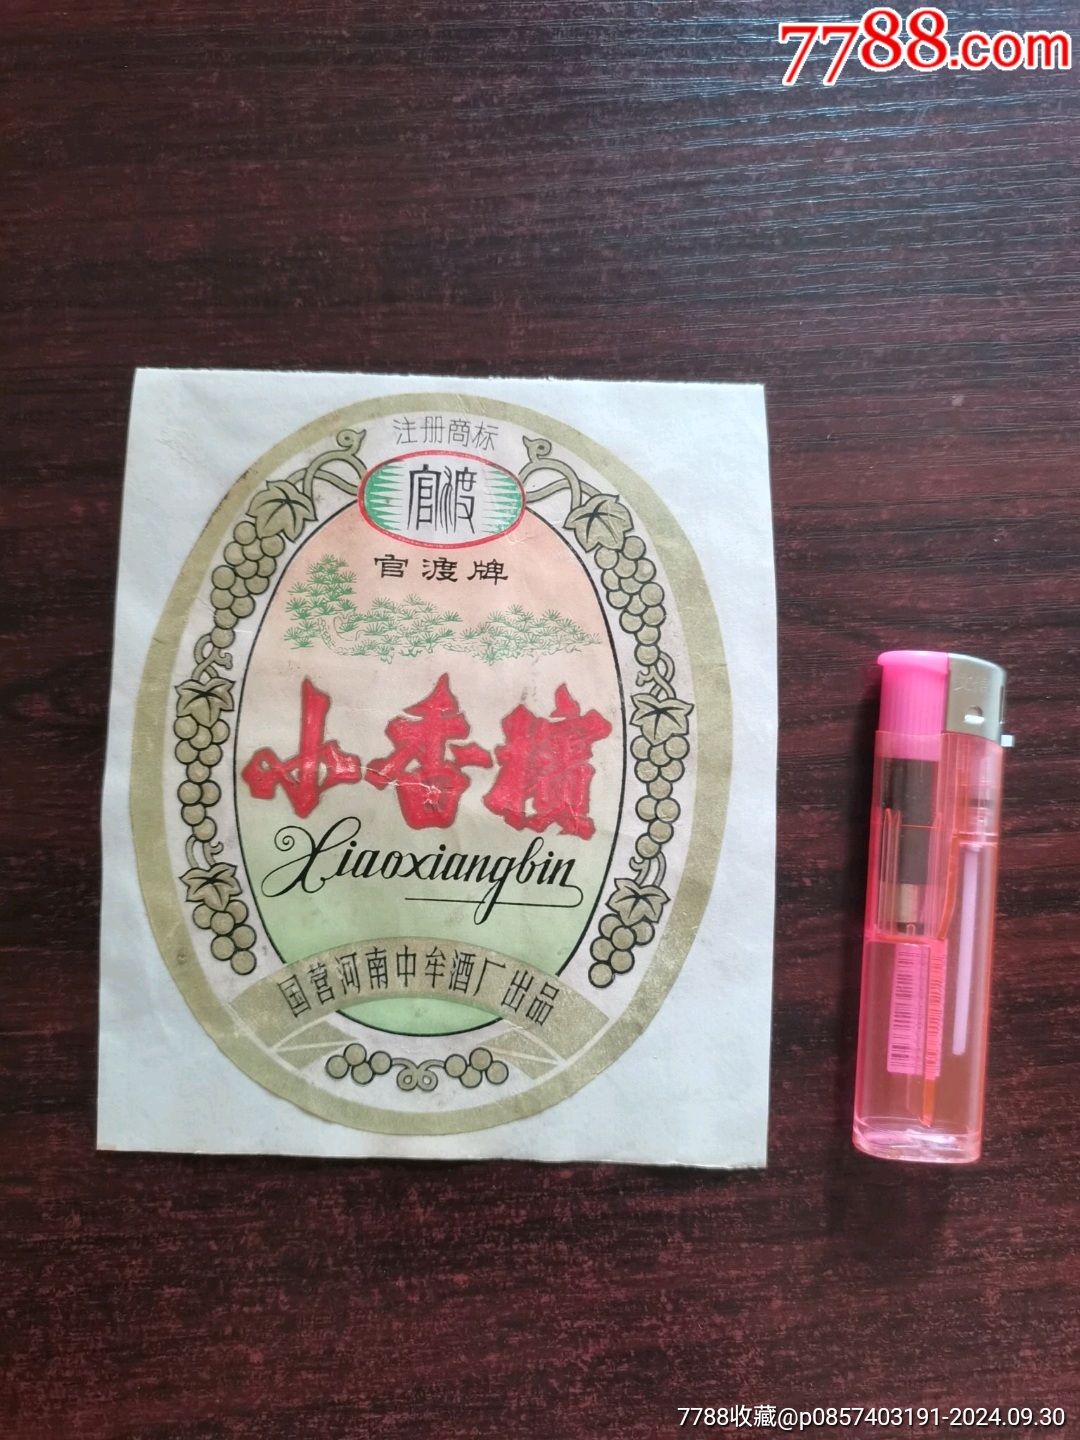 7788.com
注册商标
官渡
官渡牌
小香槟
Xiaoxiangbin
国营河南中牟酒厂出品
7788收藏@p0857403191-2024.09.30